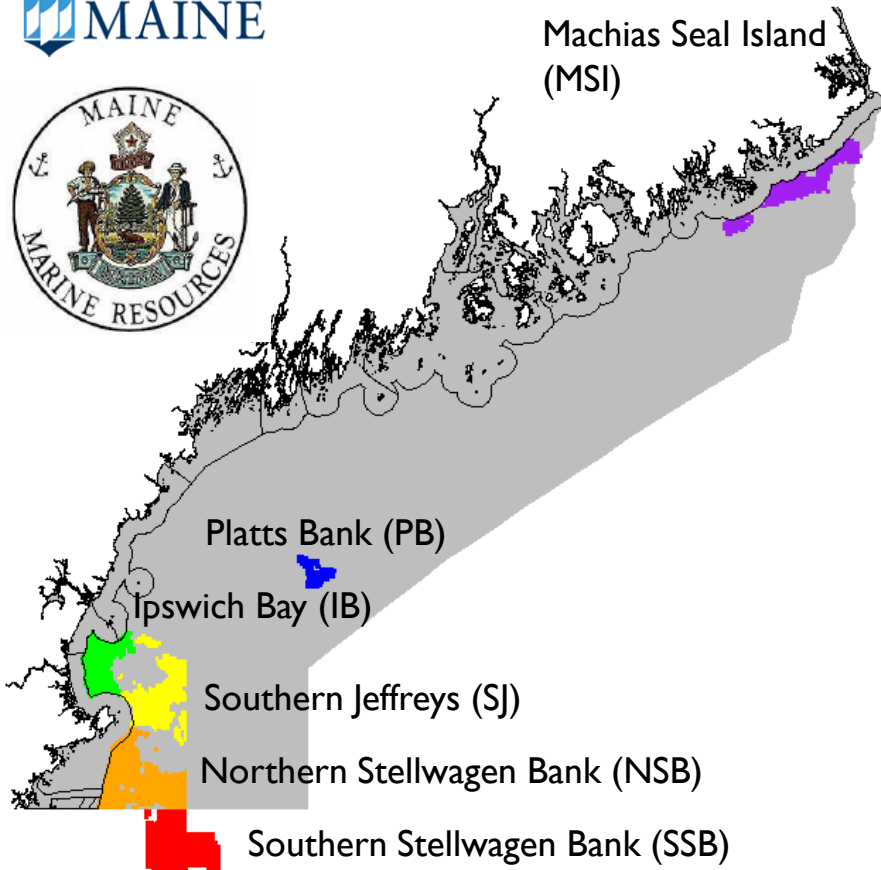 MAINE
Machias Seal Island
(MSI)
MAINE
MARINE RESOURCES
Platts Bank (PB)
Ipswich Bay (IB)
Southern Jeffreys (SJ)
Northern Stellwagen Bank (NSB)
Southern Stellwagen Bank (SSB)